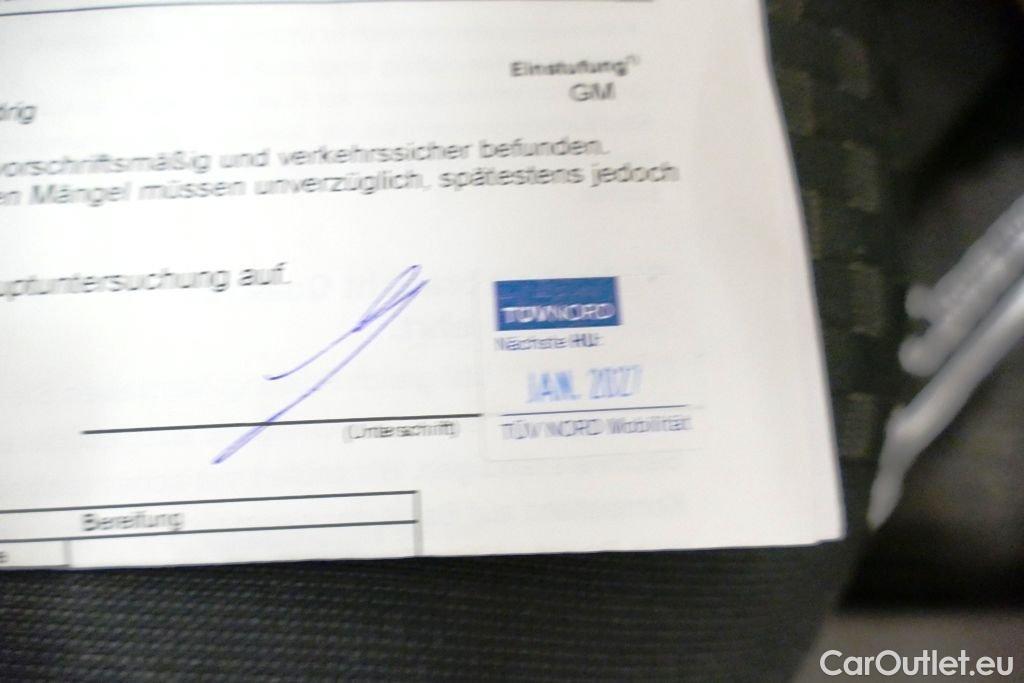 Einstufung¹⁾
GM
drig
vorschriftsmäßig und verkehrssicher befunden.
en Mängel müssen unverzüglich, spätestens jedoch
uptuntersuchung auf.
TÜV NORD
Nächste HU:
JAN. 2027
(Unterschrift)
TÜV NORD Mobilität
Bereifung
e
CarOutlet.eu